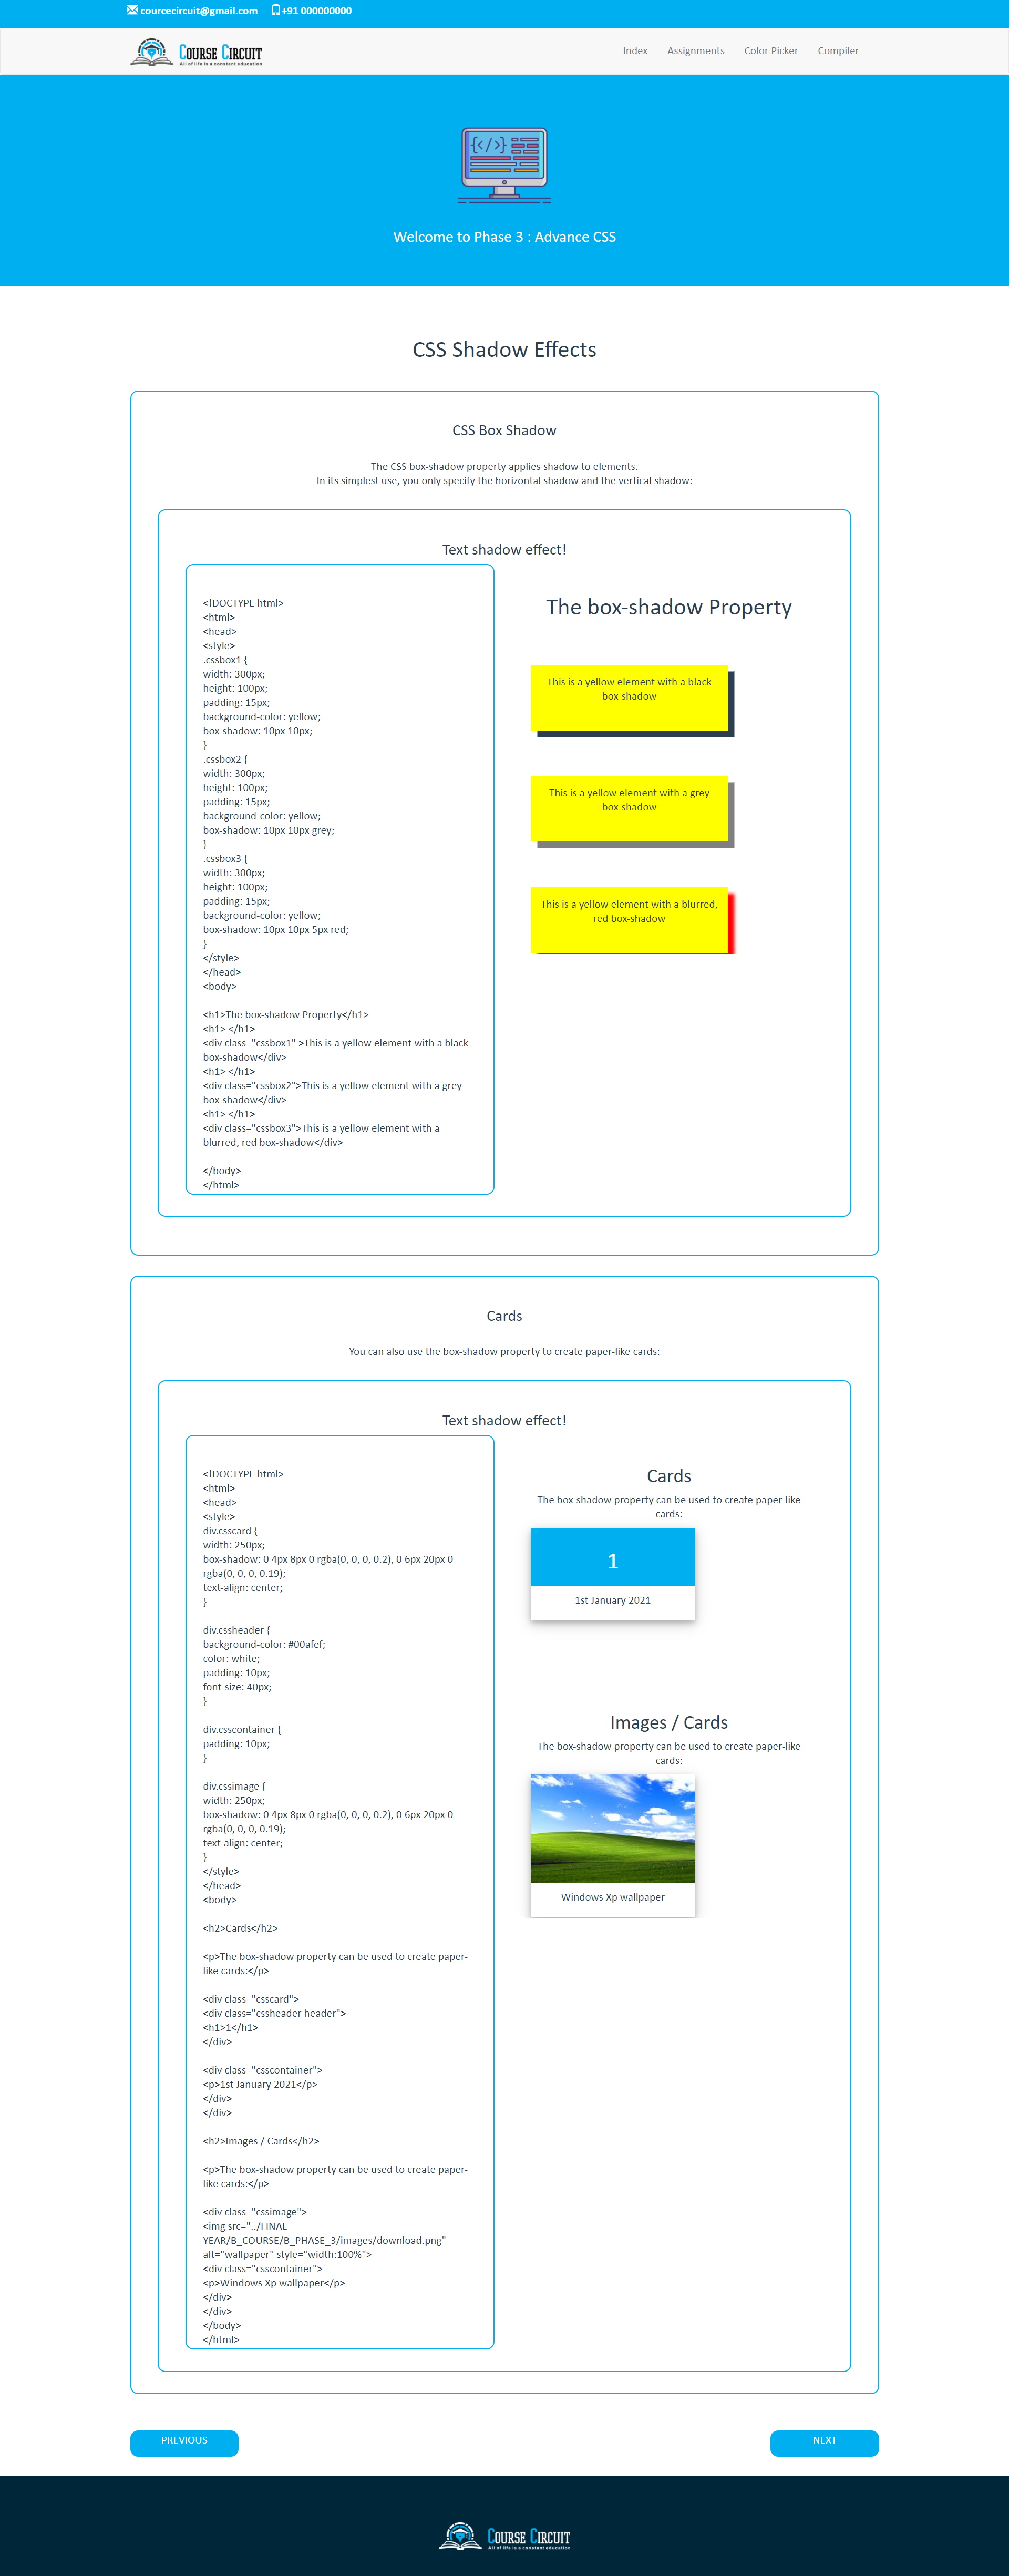 courcecircuit@gmail.com +91 000000000
COURSE CIRCUIT
All of life is a constant education
Index Assignments Color Picker Compiler
{</>}
Welcome to Phase 3 : Advance CSS
CSS Shadow Effects
CSS Box Shadow
The CSS box-shadow property applies shadow to elements.
In its simplest use, you only specify the horizontal shadow and the vertical shadow:
Text shadow effect!
<!DOCTYPE html>
<html>
<head>
<style>
.cssbox1 {
width: 300px;
height: 100px;
padding: 15px;
background-color: yellow;
box-shadow: 10px 10px;
}
.cssbox2 {
width: 300px;
height: 100px;
padding: 15px;
background-color: yellow;
box-shadow: 10px 10px grey;
}
.cssbox3 {
width: 300px;
height: 100px;
padding: 15px;
background-color: yellow;
box-shadow: 10px 10px 5px red;
}
</style>
</head>
<body>
<h1>The box-shadow Property</h1>
<h1> </h1>
<div class="cssbox1" >This is a yellow element with a black
box-shadow</div>
<h1> </h1>
<div class="cssbox2">This is a yellow element with a grey
box-shadow</div>
<h1> </h1>
<div class="cssbox3">This is a yellow element with a
blurred, red box-shadow</div>
</body>
</html>
The box-shadow Property
This is a yellow element with a black
box-shadow
This is a yellow element with a grey
box-shadow
This is a yellow element with a blurred,
red box-shadow
Cards
You can also use the box-shadow property to create paper-like cards:
Text shadow effect!
<!DOCTYPE html>
<html>
<head>
<style>
div.csscard {
width: 250px;
box-shadow: 0 4px 8px 0 rgba(0, 0, 0, 0.2), 0 6px 20px 0
rgba(0, 0, 0, 0.19);
text-align: center;
}
div.cssheader {
background-color: #00afef;
color: white;
padding: 10px;
font-size: 40px;
}
div.csscontainer {
padding: 10px;
}
div.cssimage {
width: 250px;
box-shadow: 0 4px 8px 0 rgba(0, 0, 0, 0.2), 0 6px 20px 0
rgba(0, 0, 0, 0.19);
text-align: center;
}
</style>
</head>
<body>
<h2>Cards</h2>
<p>The box-shadow property can be used to create paper-
like cards:</p>
<div class="csscard">
<div class="cssheader header">
<h1>1</h1>
</div>
<div class="csscontainer">
<p>1st January 2021</p>
</div>
</div>
<h2>Images / Cards</h2>
<p>The box-shadow property can be used to create paper-
like cards:</p>
<div class="cssimage">
<img src="../FINAL
YEAR/B_COURSE/B_PHASE_3/images/download.png"
alt="wallpaper" style="width:100%">
<div class="csscontainer">
<p>Windows Xp wallpaper</p>
</div>
</div>
</body>
</html>
Cards
The box-shadow property can be used to create paper-like
cards:
1
1st January 2021
Images / Cards
The box-shadow property can be used to create paper-like
cards:
Windows Xp wallpaper
PREVIOUS NEXT
COURSE CIRCUIT
All of life is a constant education